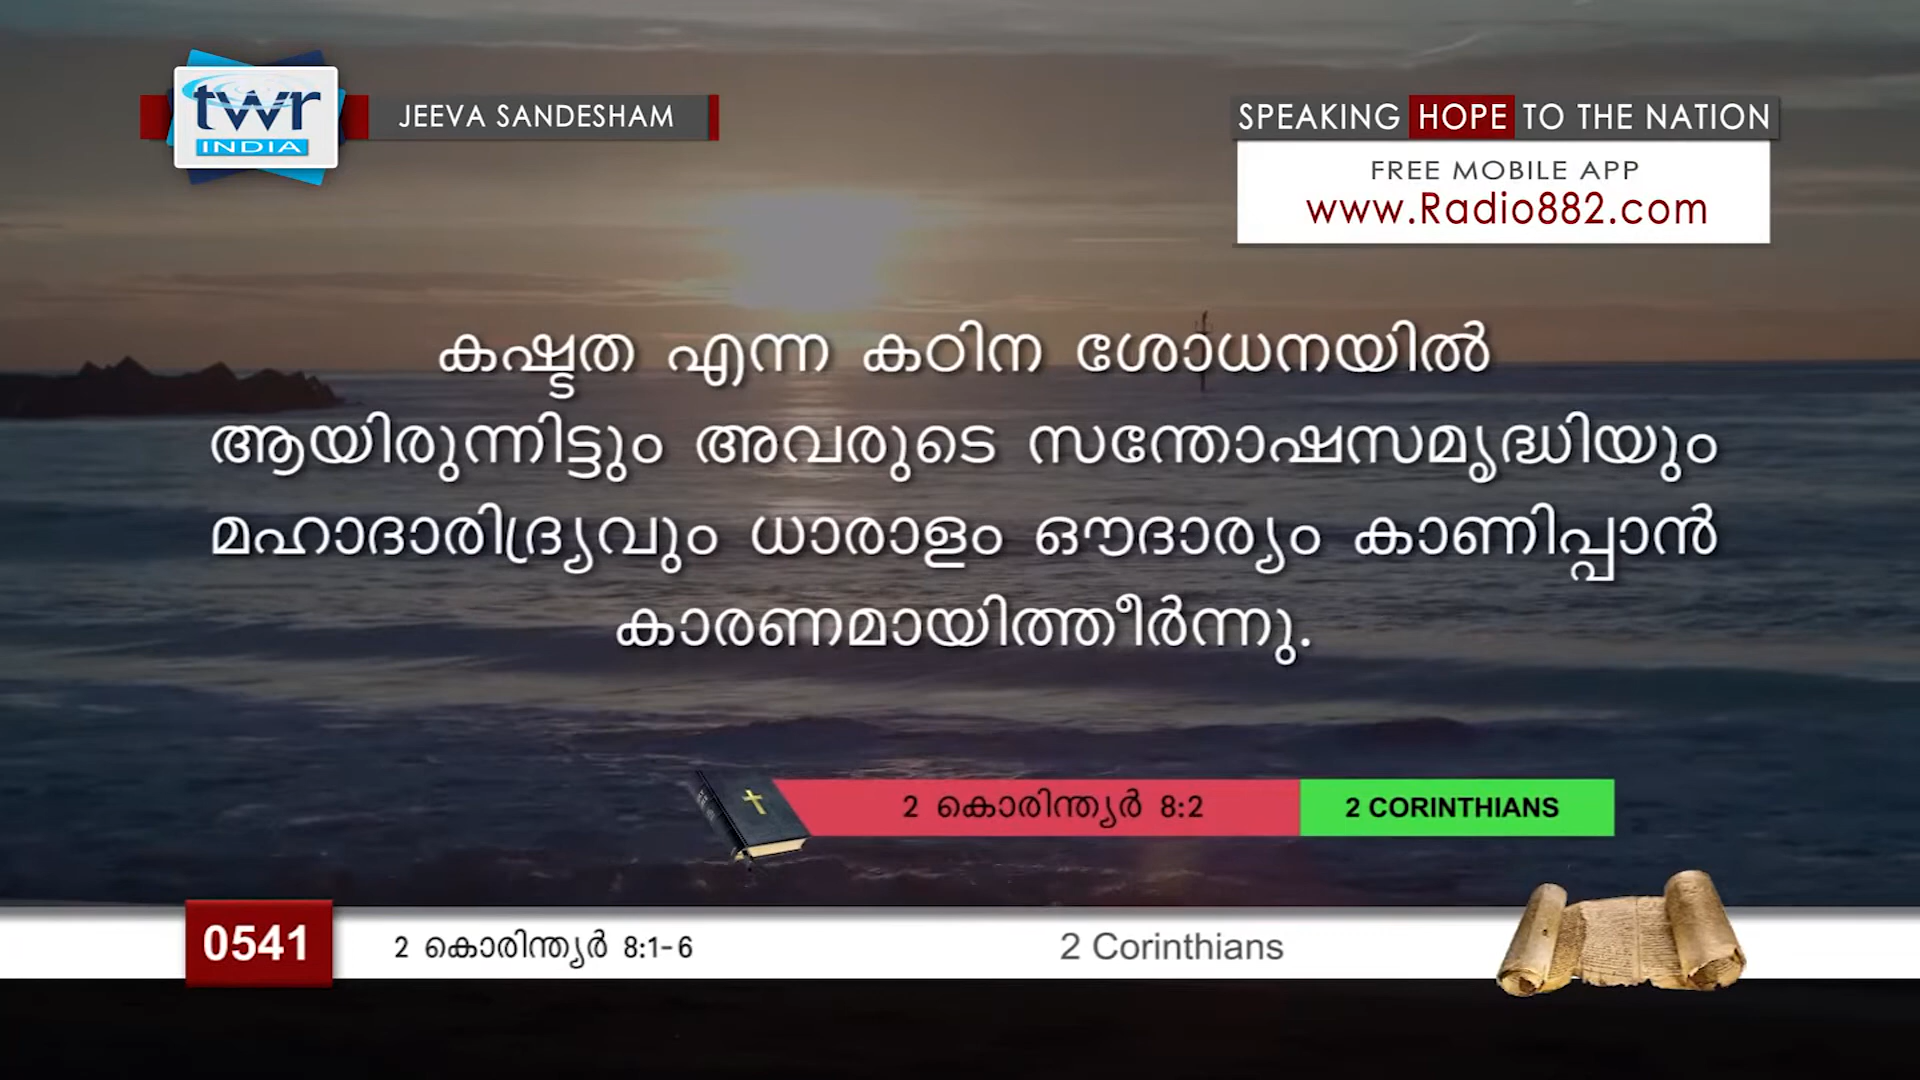 twr
INDIA
JEEVA SANDESHAM
SPEAKING HOPE TO THE NATION
FREE MOBILE APP
www.Radio882.com
കഷ്ടത എന്ന കഠിന ശോധനയിൽ
ആയിരുന്നിട്ടും അവരുടെ സന്തോഷസമൃദ്ധിയും
മഹാദാരിദ്ര്യവും ധാരാളം ഔദാര്യം കാണിപ്പാൻ
കാരണമായിത്തീർന്നു.
2 കൊരിന്ത്യർ 8:2
2 CORINTHIANS
0541
2 കൊരിന്ത്യർ 8:1-6
2 Corinthians